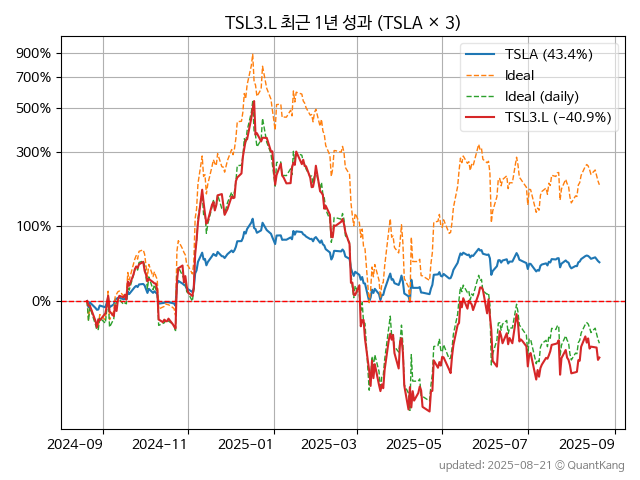 TSL3.L 최근 1년 성과 (TSLA × 3)
900%
700%
500%
300%
100%
0%
TSLA (43.4%)
Ideal
Ideal (daily)
TSL3.L (−40.9%)
2024-09
2024-11
2025-01
2025-03
2025-05
2025-07
2025-09
updated: 2025-08-21 © QuantKang